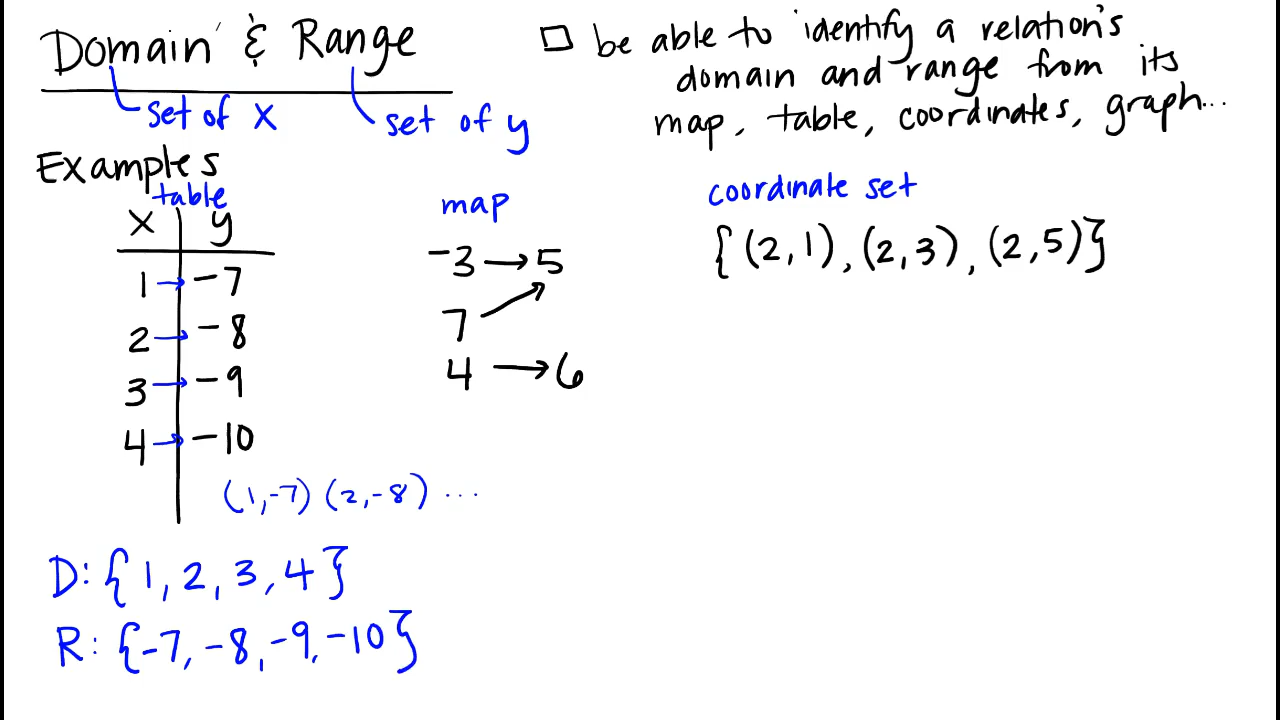 Domain & Range
set of x
set of y
□ be able to identify a relation's
domain and range from its
map, table, coordinates, graph...
Examples
table
x y
1 → -7
2 → -8
3 → -9
4 → -10
(1,-7) (2,-8) ...
D: {1, 2, 3, 4}
R: {-7, -8, -9, -10}
map
-3 → 5
7
4 → 6
coordinate set
{(2,1), (2,3), (2,5)}